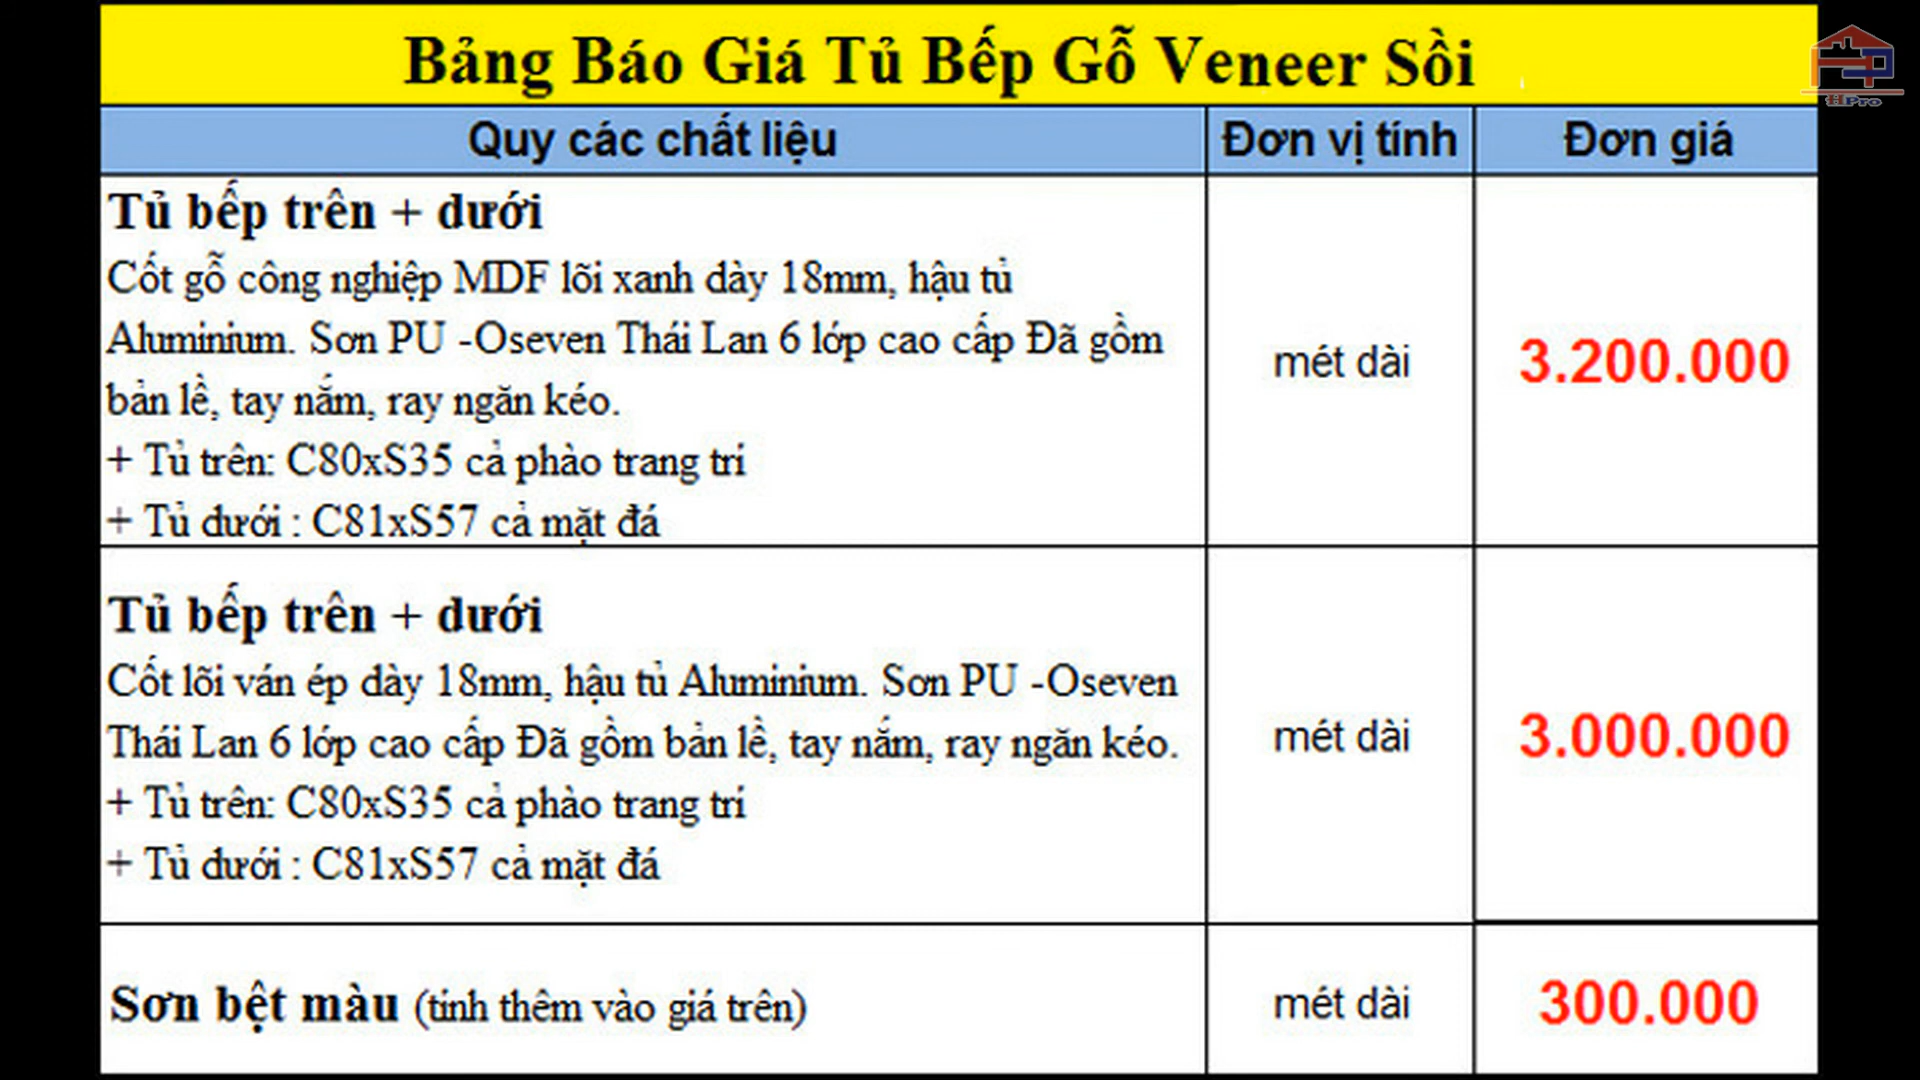 Bảng Báo Giá Tủ Bếp Gỗ Veneer Sồi
HPro
Quy các chất liệu
Đơn vị tính
Đơn giá
Tủ bếp trên + dưới
Cốt gỗ công nghiệp MDF lõi xanh dày 18mm, hậu tủ
Aluminium. Sơn PU -Oseven Thái Lan 6 lớp cao cấp Đã gồm
bản lề, tay nắm, ray ngăn kéo.
+ Tủ trên: C80xS35 cả phào trang trí
+ Tủ dưới : C81xS57 cả mặt đá
mét dài
3.200.000
Tủ bếp trên + dưới
Cốt lõi ván ép dày 18mm, hậu tủ Aluminium. Sơn PU -Oseven
Thái Lan 6 lớp cao cấp Đã gồm bản lề, tay nắm, ray ngăn kéo.
+ Tủ trên: C80xS35 cả phào trang trí
+ Tủ dưới : C81xS57 cả mặt đá
mét dài
3.000.000
Sơn bệt màu (tính thêm vào giá trên)
mét dài
300.000